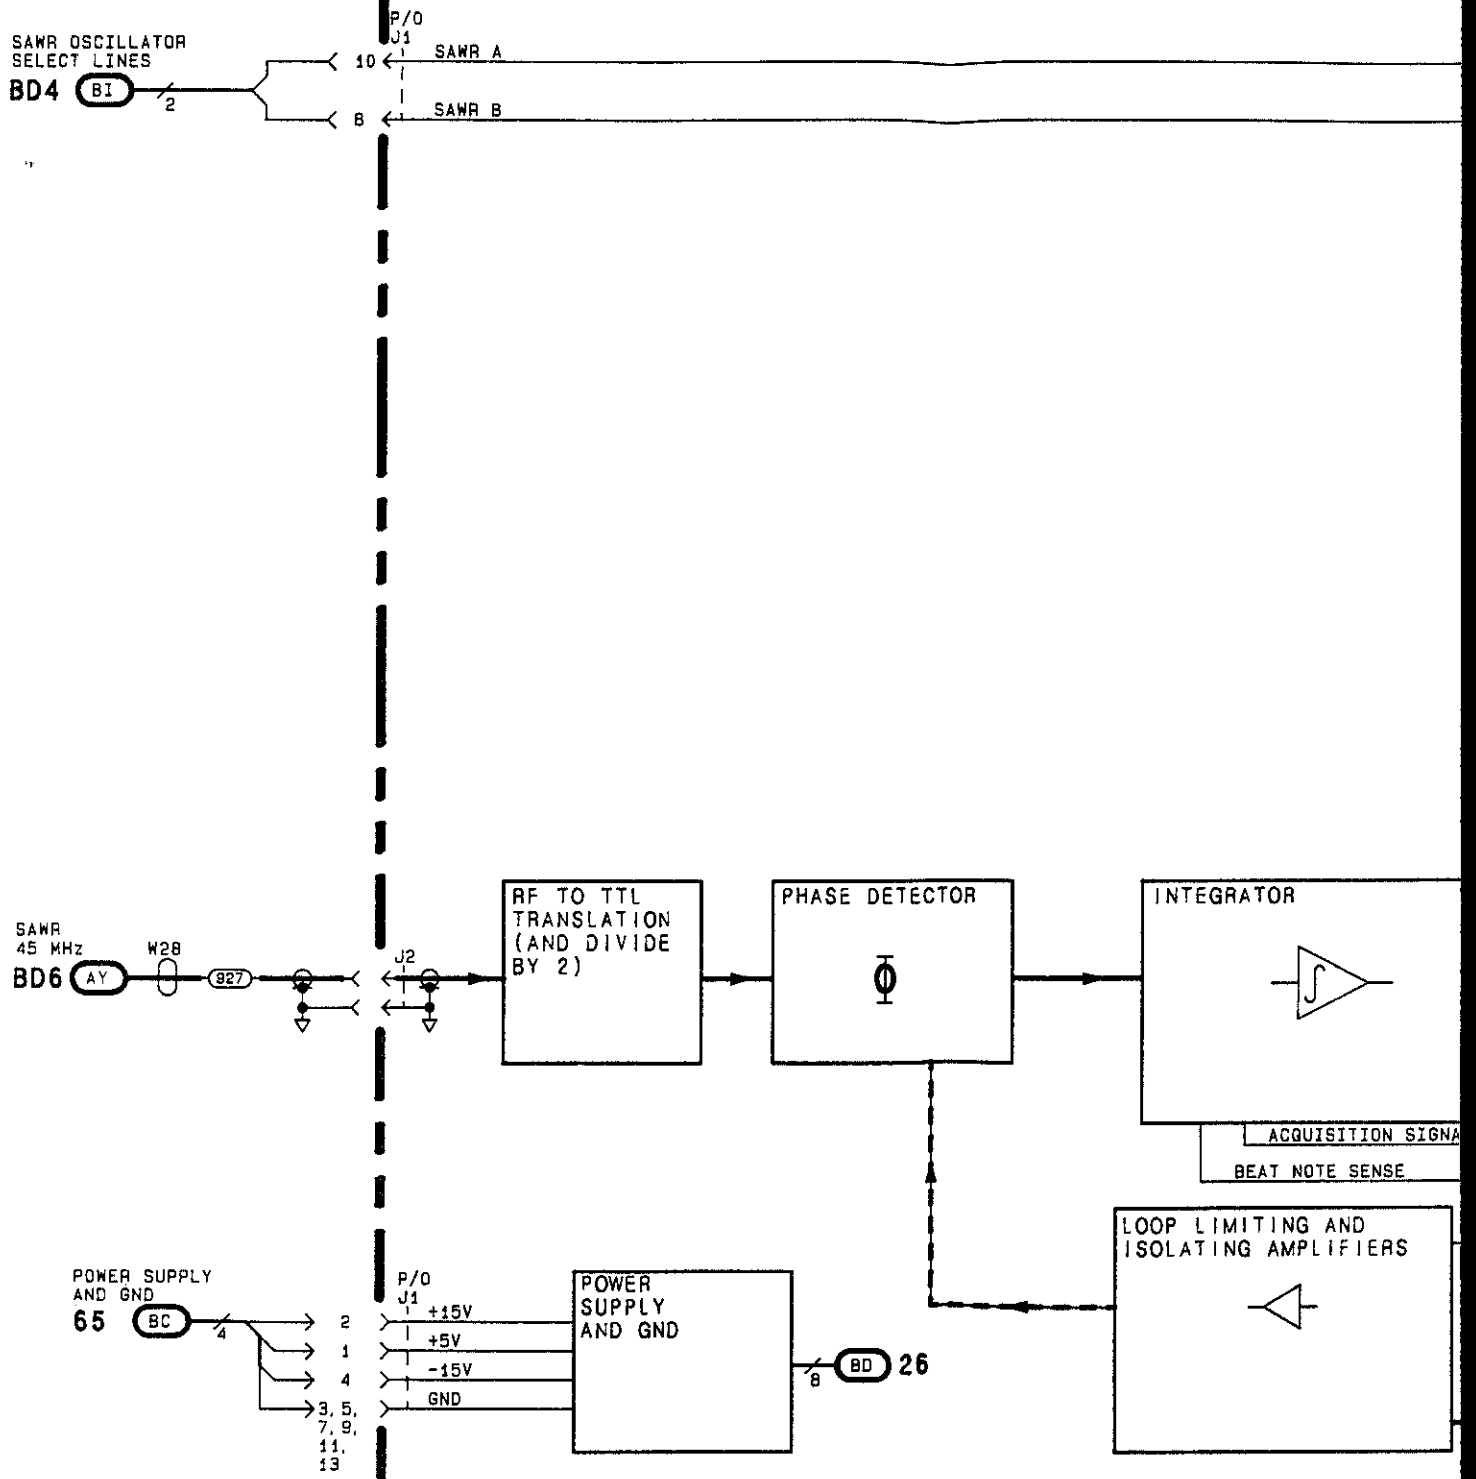 P/O
J1
SAWR OSCILLATOR
SELECT LINES
BD4 BI
2
10
SAWR A
8
SAWR B
SAWR
45 MHz
BD6 AY
W28
927
J2
RF TO TTL
TRANSLATION
(AND DIVIDE
BY 2)
PHASE DETECTOR
Φ
INTEGRATOR
∫
ACQUISITION SIGNA
BEAT NOTE SENSE
LOOP LIMITING AND
ISOLATING AMPLIFIERS
POWER SUPPLY
AND GND
65 BC
4
P/O
J1
2 +15V
1 +5V
4 -15V
3, 5, GND
7, 9,
11,
13
POWER
SUPPLY
AND GND
8
BD 26